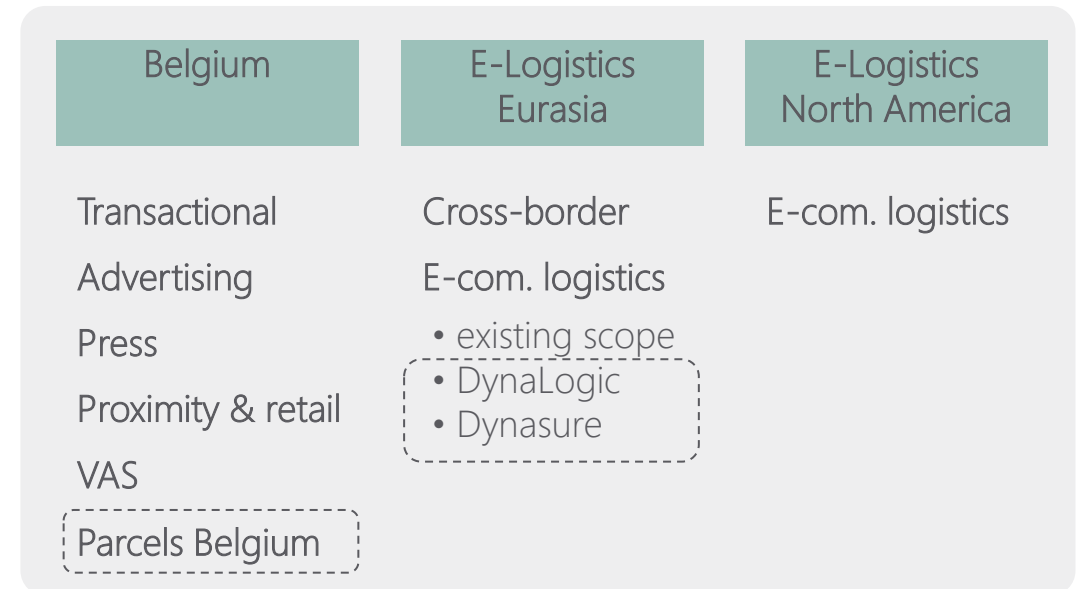 Belgium
E-Logistics
Eurasia
E-Logistics
North America
Transactional
Advertising
Press
Proximity & retail
VAS
Parcels Belgium
Cross-border
E-com. logistics
• existing scope
• DynaLogic
• Dynasure
E-com. logistics